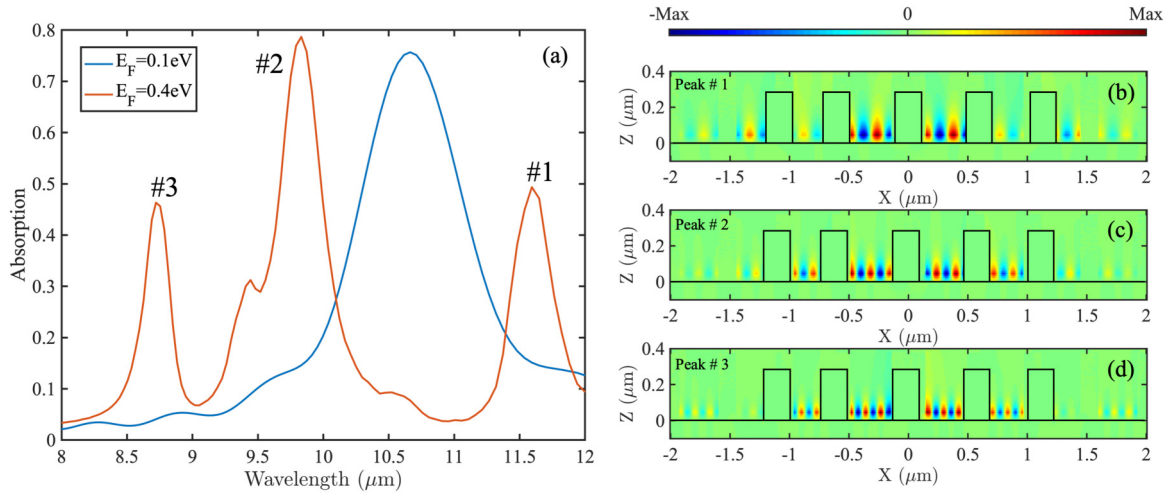 (a)
E_F=0.1eV
E_F=0.4eV
#1
#2
#3
Absorption
0.8
0.7
0.6
0.5
0.4
0.3
0.2
0.1
0
8 8.5 9 9.5 10 10.5 11 11.5 12
Wavelength (μm)
-Max 0 Max
Peak # 1
(b)
Z (μm)
0.4
0.2
0
-2 -1.5 -1 -0.5 0 0.5 1 1.5 2
X (μm)
Peak # 2
(c)
Z (μm)
0.4
0.2
0
-2 -1.5 -1 -0.5 0 0.5 1 1.5 2
X (μm)
Peak # 3
(d)
Z (μm)
0.4
0.2
0
-2 -1.5 -1 -0.5 0 0.5 1 1.5 2
X (μm)